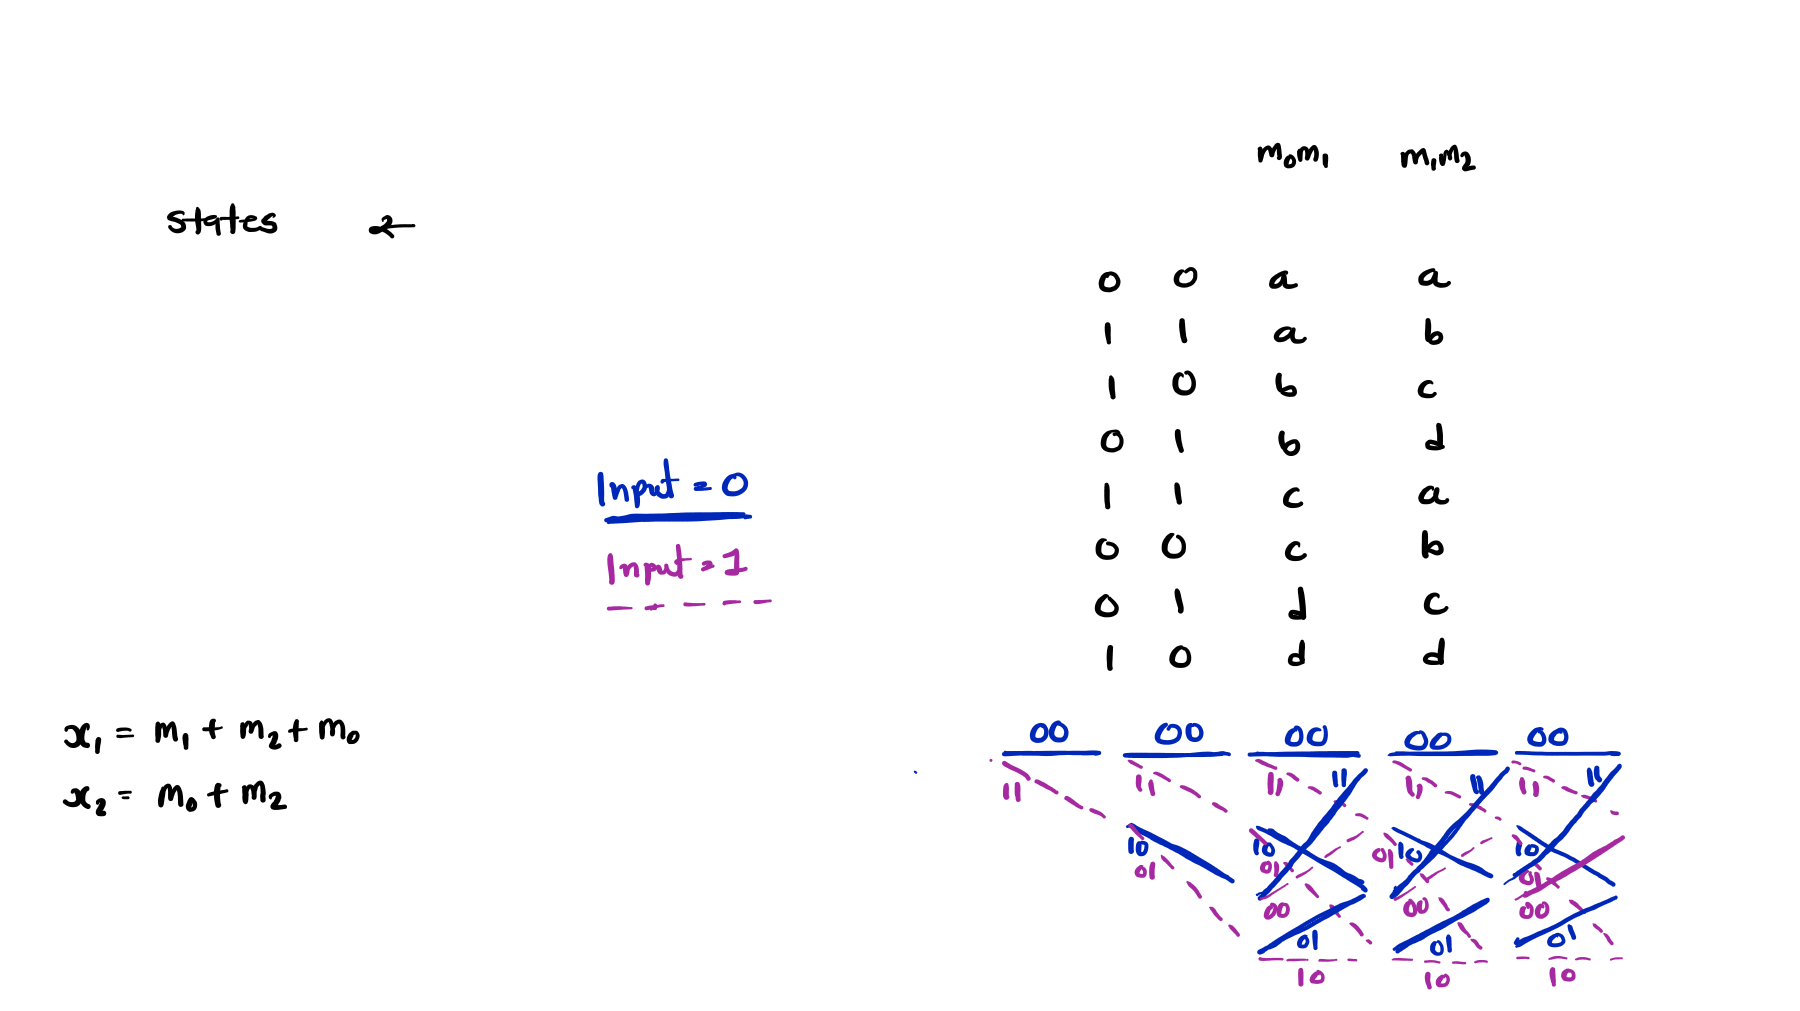 m₀m₁ m₁m₂
states ←
0 0 a a
1 1 a b
1 0 b c
0 1 b d
Input = 0
1 1 c a
0 0 c b
Input = 1
0 1 d c
1 0 d d
x₁ = m₁ + m₂ + m₀
x₂ = m₀ + m₂
00 00 00 00 00
11 11 11 11 11 11 11 11
10 10 10 10
01 01 01 01
00 00 00
01 01 01
10 10 10